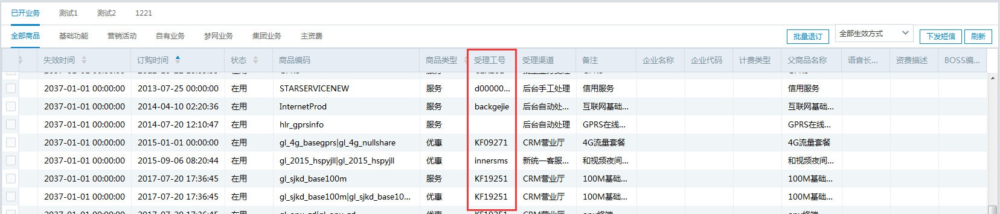 已开业务 测试1 测试2 1221
全部商品 基础功能 营销活动 自有业务 梦网业务 集团业务 主资费 批量退订 全部生效方式 下发短信 刷新
失效时间 订购时间 状态 商品编码 商品类型 受理工号 受理渠道 备注 企业名称 企业代码 计费类型 父商品名称 语音长... 资费描述 BOSS编...
2037-01-01 00:00:00 2013-07-25 00:00:00 在用 STARSERVICENEW 服务 d00000... 后台手工处理 信用服务 信用服务
2037-01-01 00:00:00 2014-04-10 02:20:36 在用 InternetProd 服务 backgejie 后台自动处... 互联网基础... 互联网基础...
2037-01-01 00:00:00 2014-07-20 12:10:47 在用 hlr_gprsinfo 服务 后台自动处理 GPRS在线... GPRS在线...
2037-01-01 00:00:00 2015-01-01 00:00:00 在用 gl_4g_basegprs|gl_4g_nullshare 优惠 KF09271 CRM营业厅 4G流量套餐 4G流量套餐
2037-01-01 00:00:00 2015-09-06 08:20:44 在用 gl_2015_hspyjll|gl_2015_hspyjll 优惠 innersms 新统一客服... 和视频夜间... 和视频夜间...
2037-01-01 00:00:00 2017-07-20 17:36:45 在用 gl_sjkd_base100m 服务 KF19251 CRM营业厅 100M基础... 100M基础...
2037-01-01 00:00:00 2017-07-20 17:36:45 在用 gl_sjkd_base100m|gl_sjkd_base10... 优惠 KF19251 CRM营业厅 100M基础... 100M基础...